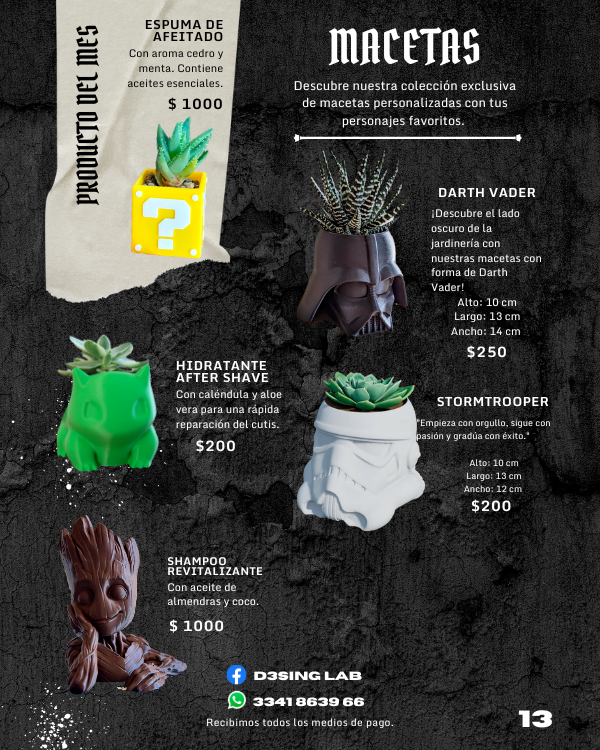 PRODUCTO DEL MES
ESPUMA DE
AFEITADO
Con aroma cedro y
menta. Contiene
aceites esenciales.
$ 1000
?
MACETAS
Descubre nuestra colección exclusiva
de macetas personalizadas con tus
personajes favoritos.
DARTH VADER
¡Descubre el lado
oscuro de la
jardinería con
nuestras macetas con
forma de Darth
Vader!
Alto: 10 cm
Largo: 13 cm
Ancho: 14 cm
$250
HIDRATANTE
AFTER SHAVE
Con caléndula y aloe
vera para una rápida
reparación del cutis.
$200
STORMTROOPER
"Empieza con orgullo, sigue con
pasión y gradúa con éxito."
Alto: 10 cm
Largo: 13 cm
Ancho: 12 cm
$200
SHAMPOO
REVITALIZANTE
Con aceite de
almendras y coco.
$ 1000
D3SING LAB
3341 8639 66
Recibimos todos los medios de pago.
13